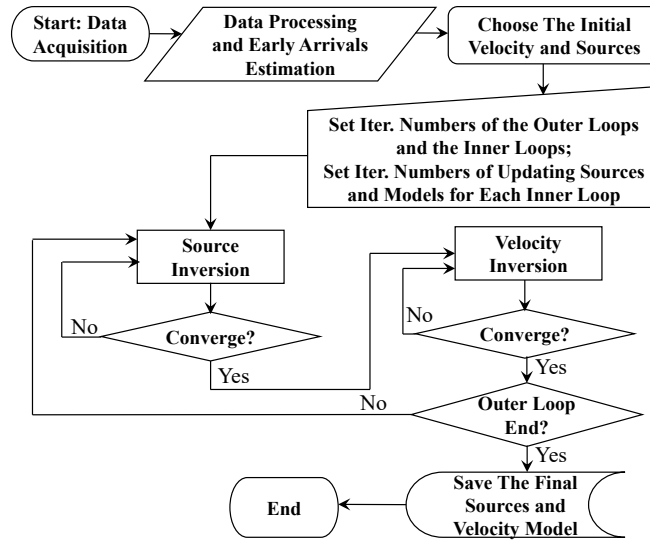 Start: Data
Acquisition
Data Processing
and Early Arrivals
Estimation
Choose The Initial
Velocity and Sources
Set Iter. Numbers of the Outer Loops
and the Inner Loops;
Set Iter. Numbers of Updating Sources
and Models for Each Inner Loop
Source
Inversion
No
Converge?
Yes
Velocity
Inversion
No
Converge?
Yes
No
Outer Loop
End?
Yes
Save The Final
Sources and
Velocity Model
End